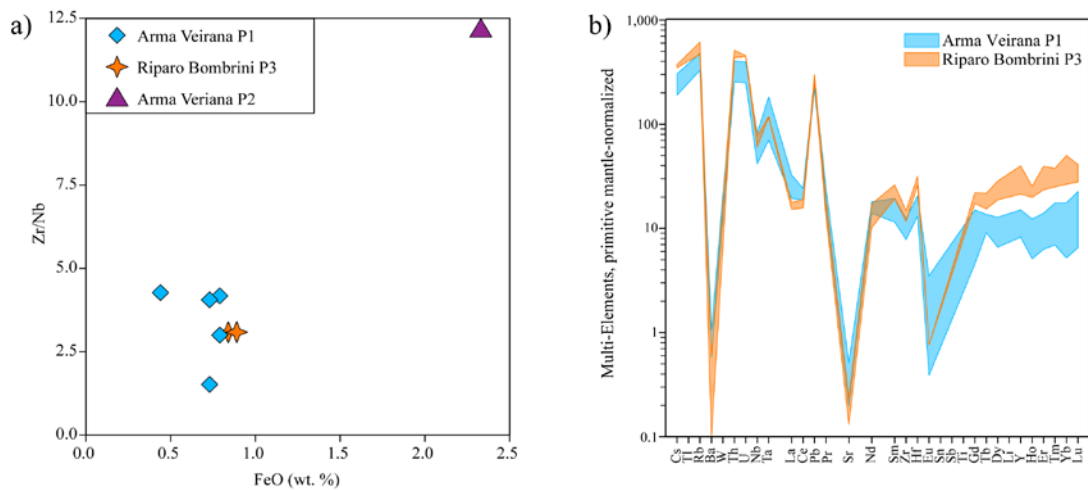 a)
12.5
10.0
7.5
5.0
2.5
0.0
Zr/Nb
Arma Veirana P1
Riparo Bombrini P3
Arma Veriana P2
0.0 0.5 1.0 1.5 2.0 2.5
FeO (wt. %)
b)
1,000
100
10
1
0.1
Multi-Elements, primitive mantle-normalized
Arma Veirana P1
Riparo Bombrini P3
Cs Tl Rb Ba W Th U Nb Ta La Ce Pb Pr Sr Nd Sm Zr Hf Eu Sn Sb Ti Gd Tb Dy Li Y Ho Er Tm Yb Lu